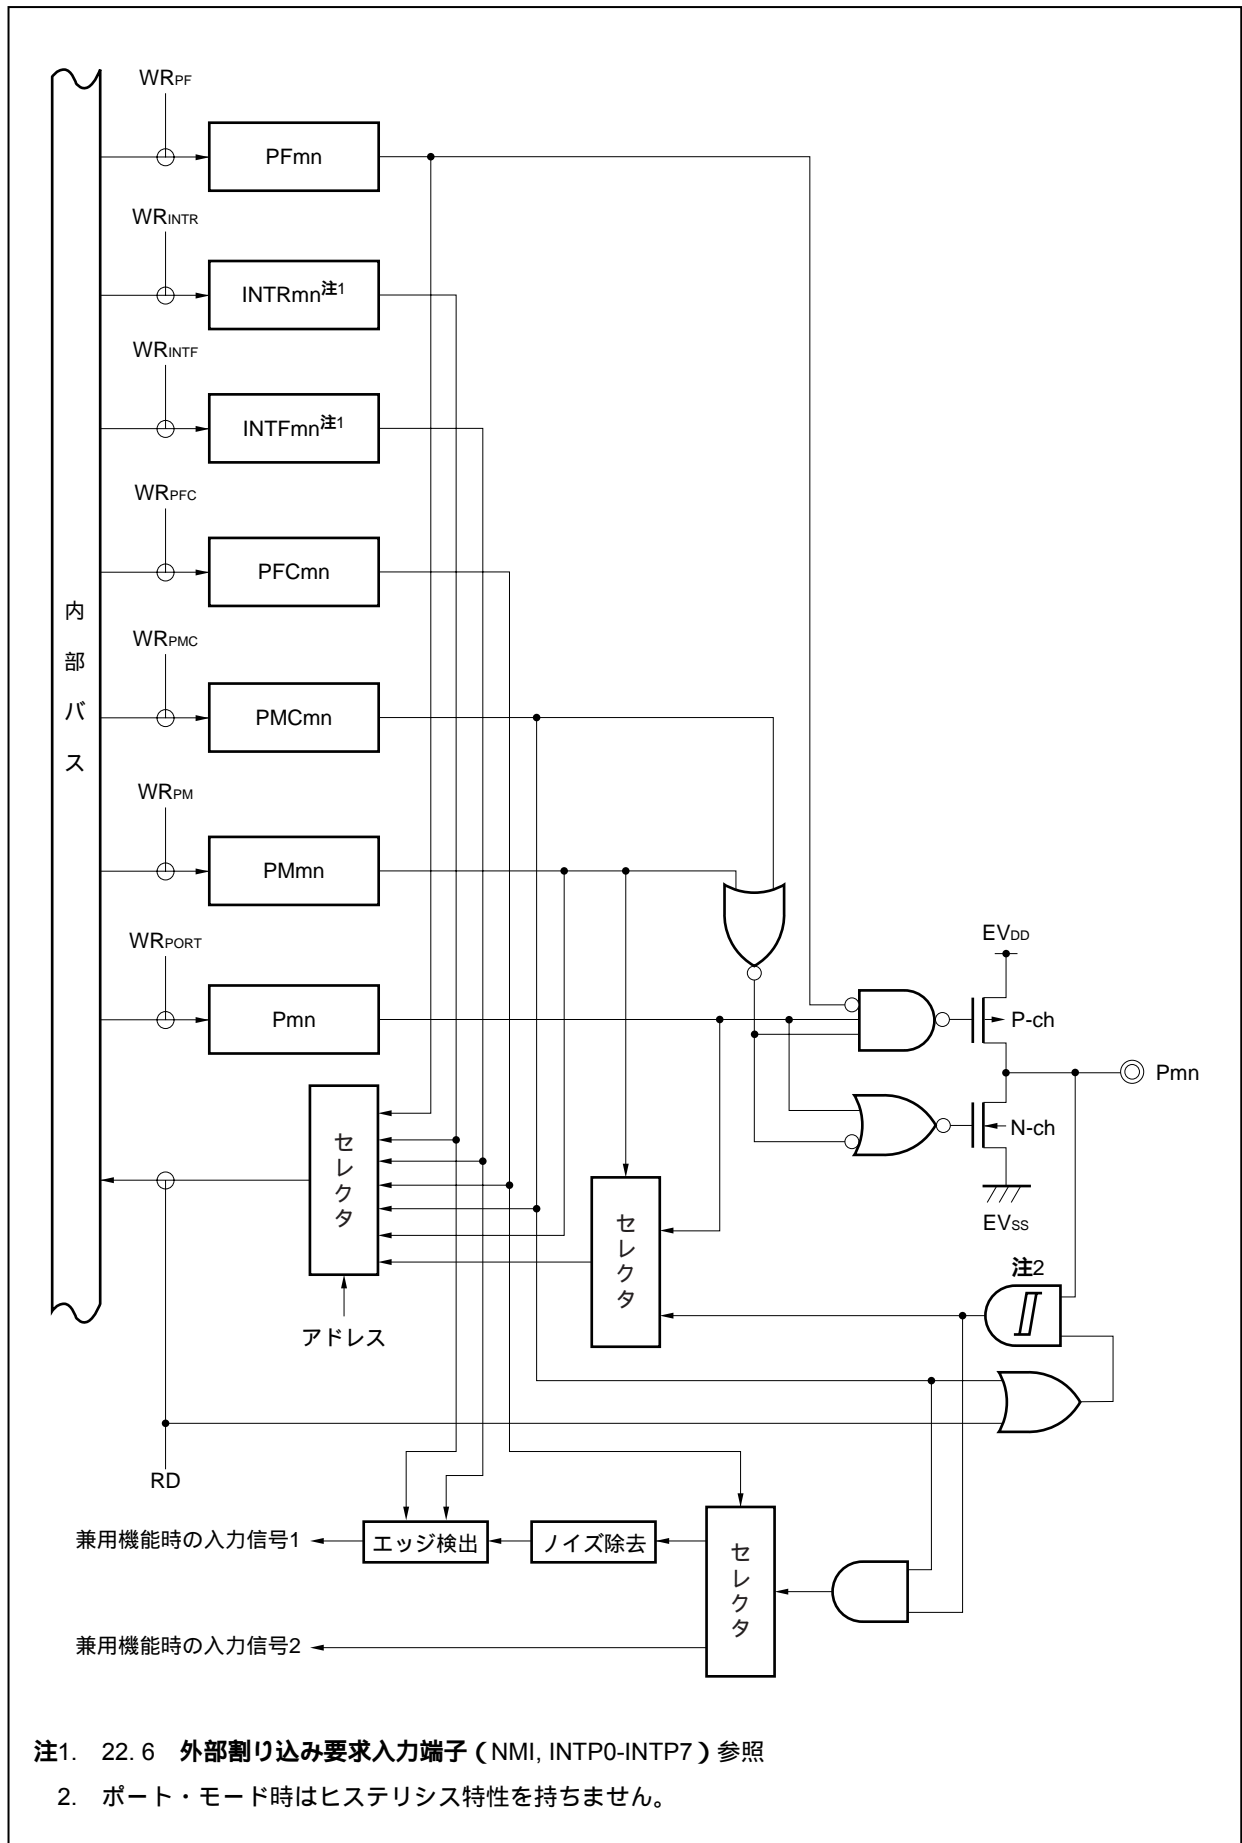 WRPF
PFmn
WRINTR
INTRmn注1
WRINTF
INTFmn注1
WRPFC
PFCmn
内部バス
WRPMC
PMCmn
WRPM
PMmn
WRPORT
Pmn
EVDD
P-ch
Pmn
N-ch
EVSS
セレクタ
セレクタ
注2
アドレス
RD
兼用機能時の入力信号1
エッジ検出
ノイズ除去
セレクタ
兼用機能時の入力信号2
注1. 22. 6 外部割り込み要求入力端子（NMI, INTP0-INTP7）参照
2. ポート・モード時はヒステリシス特性を持ちません。